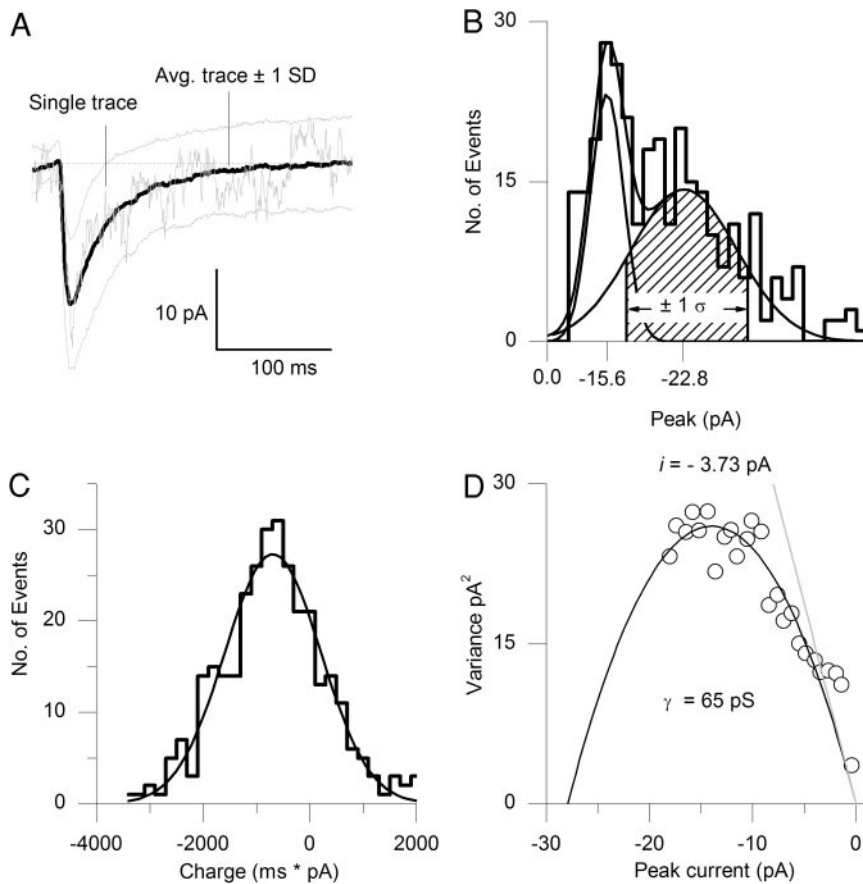 A
Avg. trace ± 1 SD
Single trace
10 pA
100 ms
B
30
15
0
No. of Events
± 1 σ
0.0
-15.6
-22.8
Peak (pA)
C
30
20
10
0
No. of Events
-4000
-2000
0
2000
Charge (ms * pA)
D
i = - 3.73 pA
30
15
0
Variance pA²
γ = 65 pS
-30
-20
-10
0
Peak current (pA)